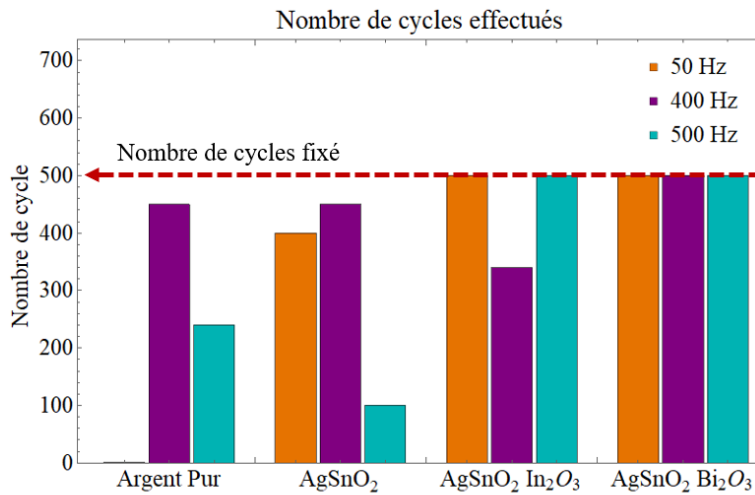 Nombre de cycles effectués
700
600
500
400
300
200
100
0
Nombre de cycle
50 Hz
400 Hz
500 Hz
Nombre de cycles fixé
Argent Pur
AgSnO₂
AgSnO₂ In₂O₃
AgSnO₂ Bi₂O₃